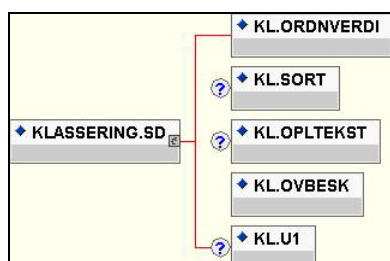 KL.ORDNVERDI
? KL.SORT
KLASSERING.SD
? KL.OPLTEKST
KL.OVBESK
? KL.U1